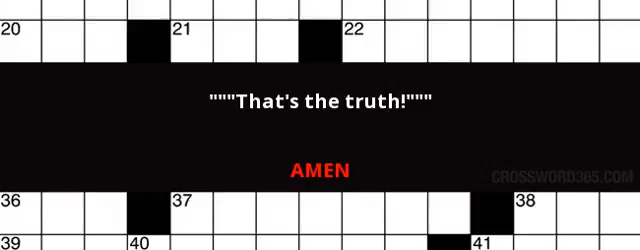 20 21 22
"""That's the truth!"""
AMEN
CROSSWORD365.COM
36 37 38
39 40 41